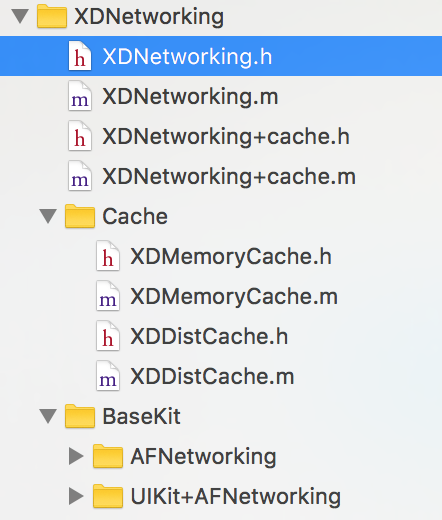 XDNetworking
h XDNetworking.h
m XDNetworking.m
h XDNetworking+cache.h
m XDNetworking+cache.m
Cache
h XDMemoryCache.h
m XDMemoryCache.m
h XDDistCache.h
m XDDistCache.m
BaseKit
AFNetworking
UIKit+AFNetworking